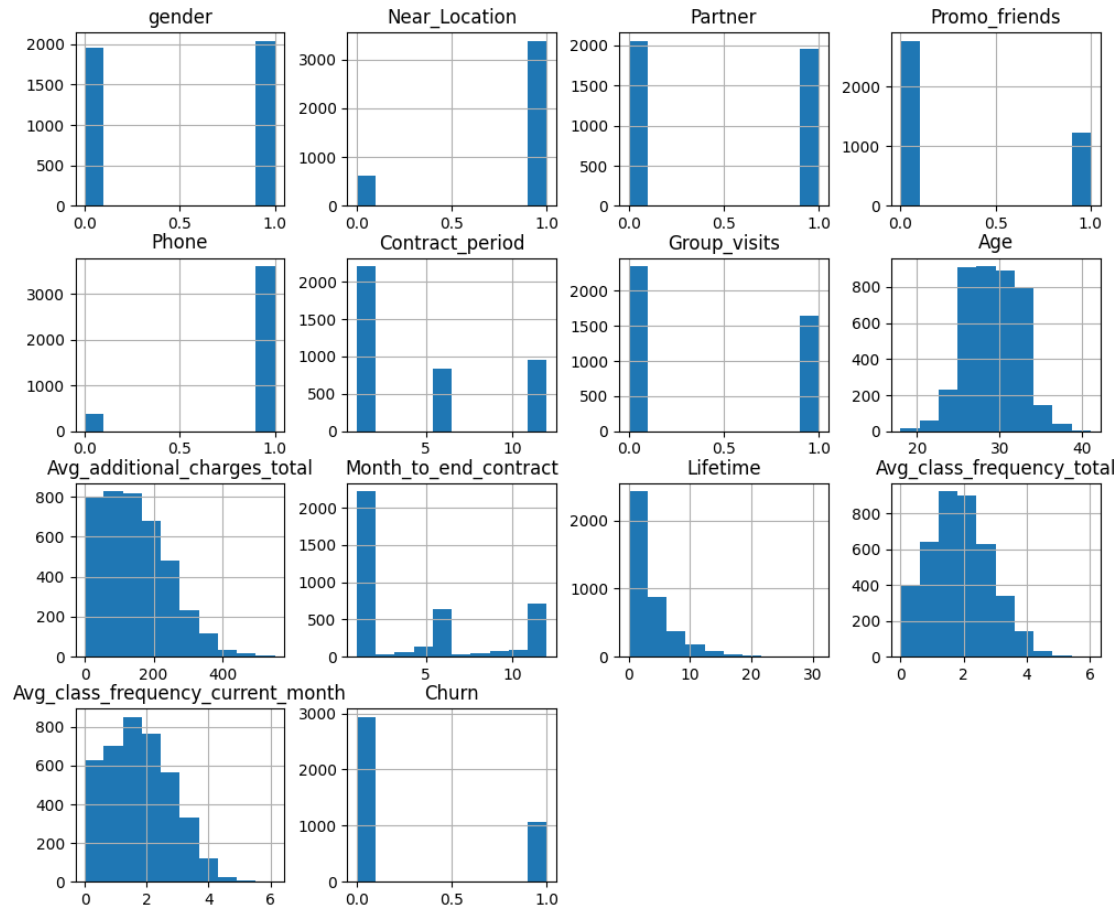 gender Near_Location Partner Promo_friends
2000 1500 1000 500 0
3000 2000 1000 0
2000 1500 1000 500 0
2000 1000 0
0.0 0.5 1.0 0.0 0.5 1.0 0.0 0.5 1.0 0.0 0.5 1.0
Phone Contract_period Group_visits Age
3000 2000 1000 0
2000 1500 1000 500 0
2000 1500 1000 500 0
800 600 400 200 0
0.0 0.5 1.0 5 10 0.0 0.5 1.0 20 30 40
Avg_additional_charges_total Month_to_end_contract Lifetime Avg_class_frequency_total
800 600 400 200 0
2000 1500 1000 500 0
2000 1000 0
800 600 400 200 0
0 200 400 5 10 0 10 20 30 0 2 4 6
Avg_class_frequency_current_month Churn
800 600 400 200 0
3000 2000 1000 0
0 2 4 6 0.0 0.5 1.0